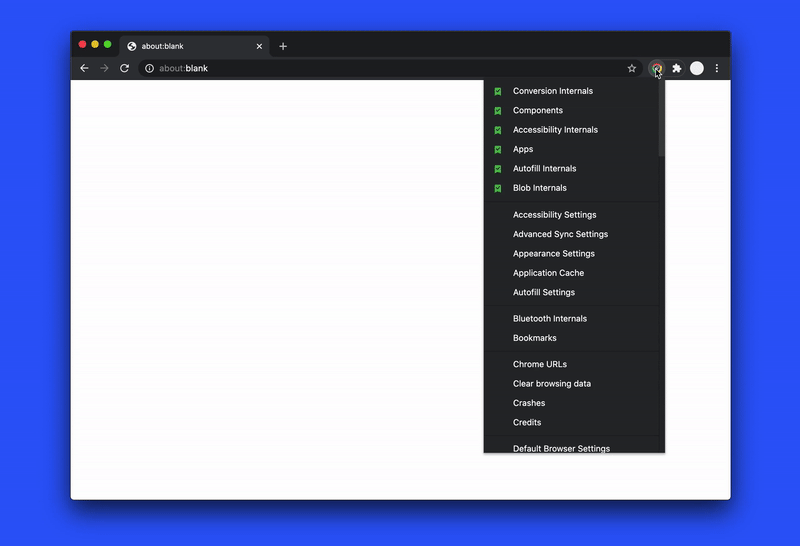 about:blank
about:blank
Conversion Internals
Components
Accessibility Internals
Apps
Autofill Internals
Blob Internals
Accessibility Settings
Advanced Sync Settings
Appearance Settings
Application Cache
Autofill Settings
Bluetooth Internals
Bookmarks
Chrome URLs
Clear browsing data
Crashes
Credits
Default Browser Settings